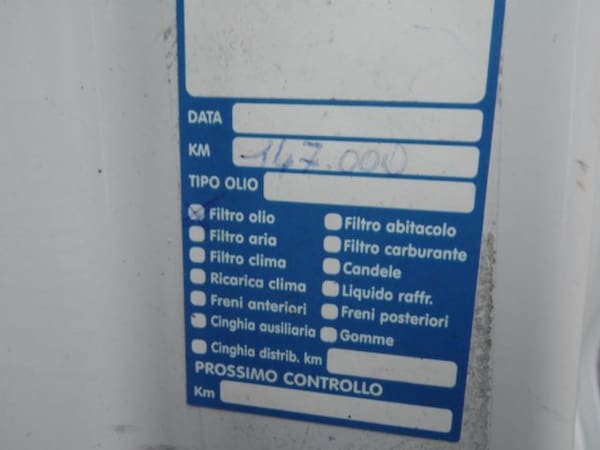 DATA
KM 147.000
TIPO OLIO
Filtro olio Filtro abitacolo
Filtro aria Filtro carburante
Filtro clima Candele
Ricarica clima Liquido raffr.
Freni anteriori Freni posteriori
Cinghia ausiliaria Gomme
Cinghia distrib. km
PROSSIMO CONTROLLO
Km